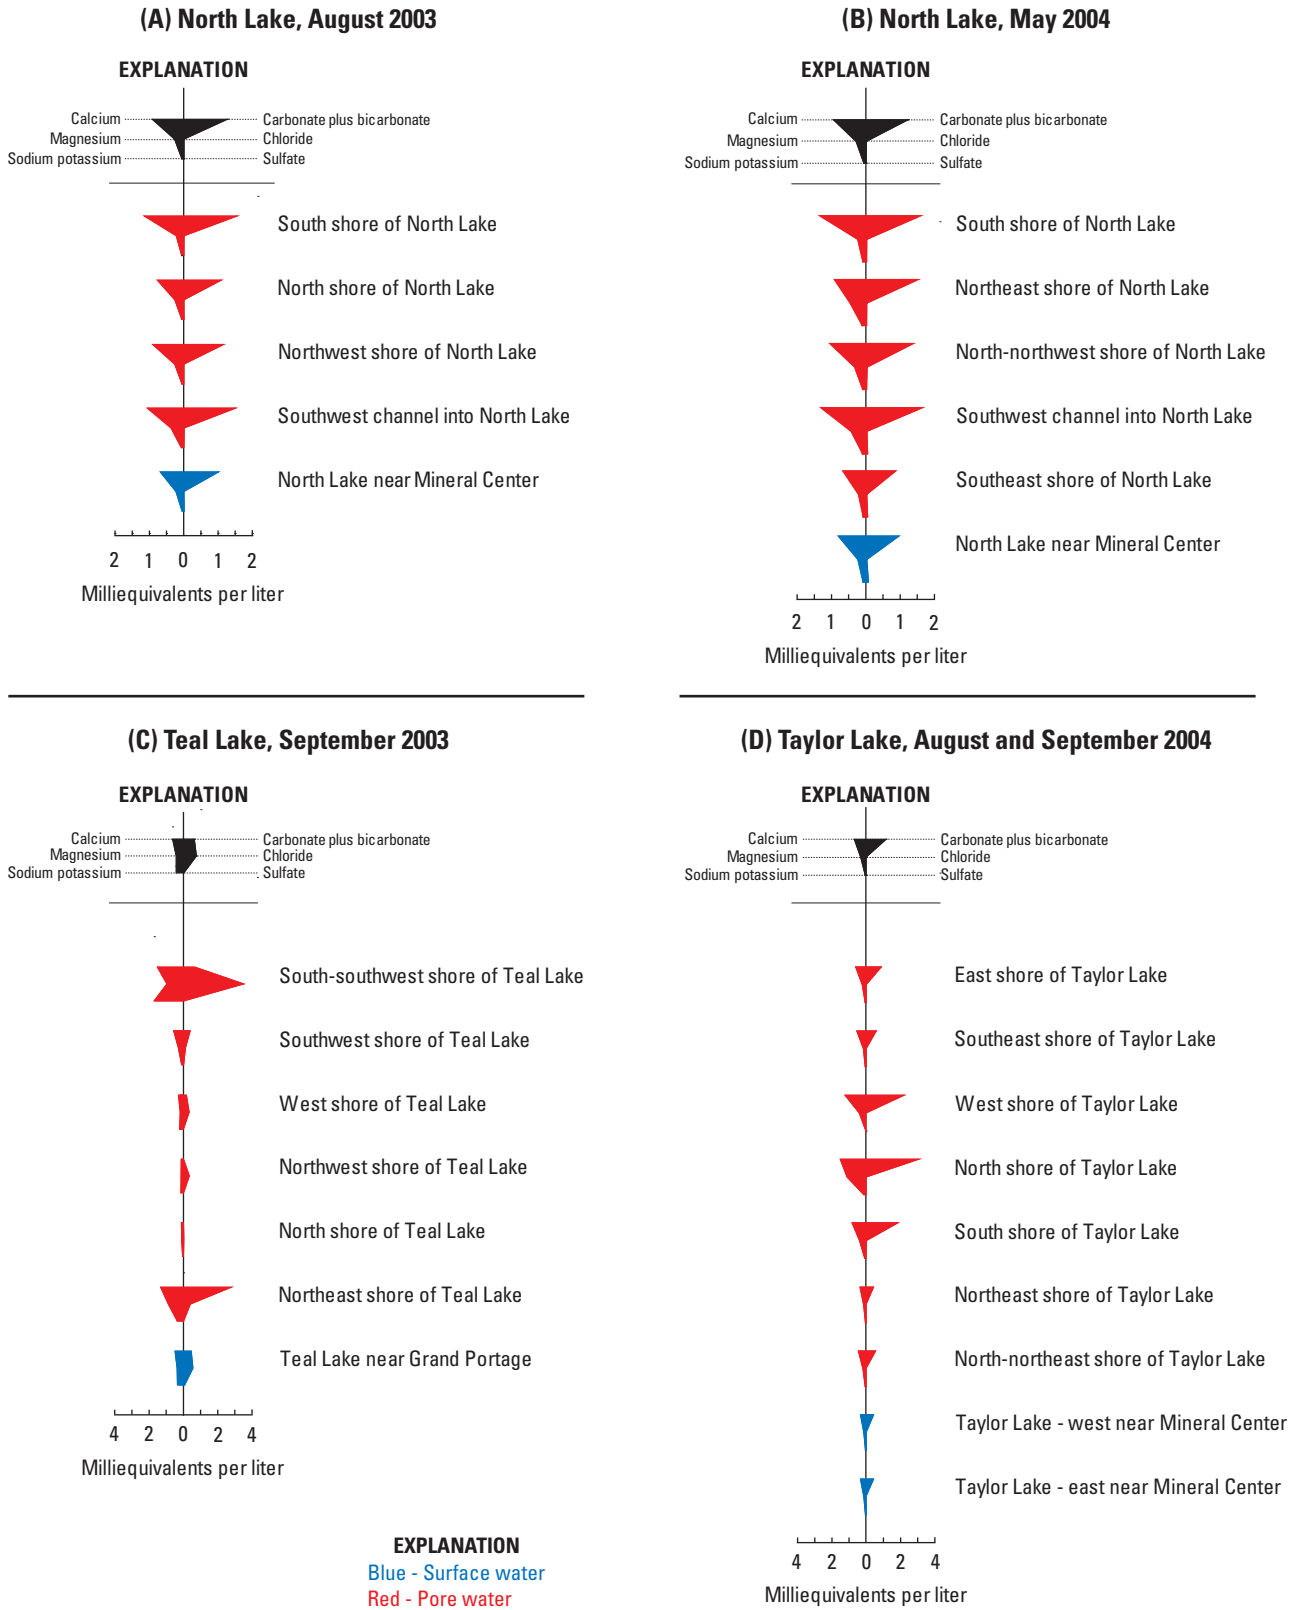 (A) North Lake, August 2003
EXPLANATION
Calcium
Magnesium
Sodium potassium
Carbonate plus bicarbonate
Chloride
Sulfate
South shore of North Lake
North shore of North Lake
Northwest shore of North Lake
Southwest channel into North Lake
North Lake near Mineral Center
2 1 0 1 2
Milliequivalents per liter
(B) North Lake, May 2004
EXPLANATION
Calcium
Magnesium
Sodium potassium
Carbonate plus bicarbonate
Chloride
Sulfate
South shore of North Lake
Northeast shore of North Lake
North-northwest shore of North Lake
Southwest channel into North Lake
Southeast shore of North Lake
North Lake near Mineral Center
2 1 0 1 2
Milliequivalents per liter
(C) Teal Lake, September 2003
EXPLANATION
Calcium
Magnesium
Sodium potassium
Carbonate plus bicarbonate
Chloride
Sulfate
South-southwest shore of Teal Lake
Southwest shore of Teal Lake
West shore of Teal Lake
Northwest shore of Teal Lake
North shore of Teal Lake
Northeast shore of Teal Lake
Teal Lake near Grand Portage
4 2 0 2 4
Milliequivalents per liter
(D) Taylor Lake, August and September 2004
EXPLANATION
Calcium
Magnesium
Sodium potassium
Carbonate plus bicarbonate
Chloride
Sulfate
East shore of Taylor Lake
Southeast shore of Taylor Lake
West shore of Taylor Lake
North shore of Taylor Lake
South shore of Taylor Lake
Northeast shore of Taylor Lake
North-northeast shore of Taylor Lake
Taylor Lake - west near Mineral Center
Taylor Lake - east near Mineral Center
4 2 0 2 4
Milliequivalents per liter
EXPLANATION
Blue - Surface water
Red - Pore water